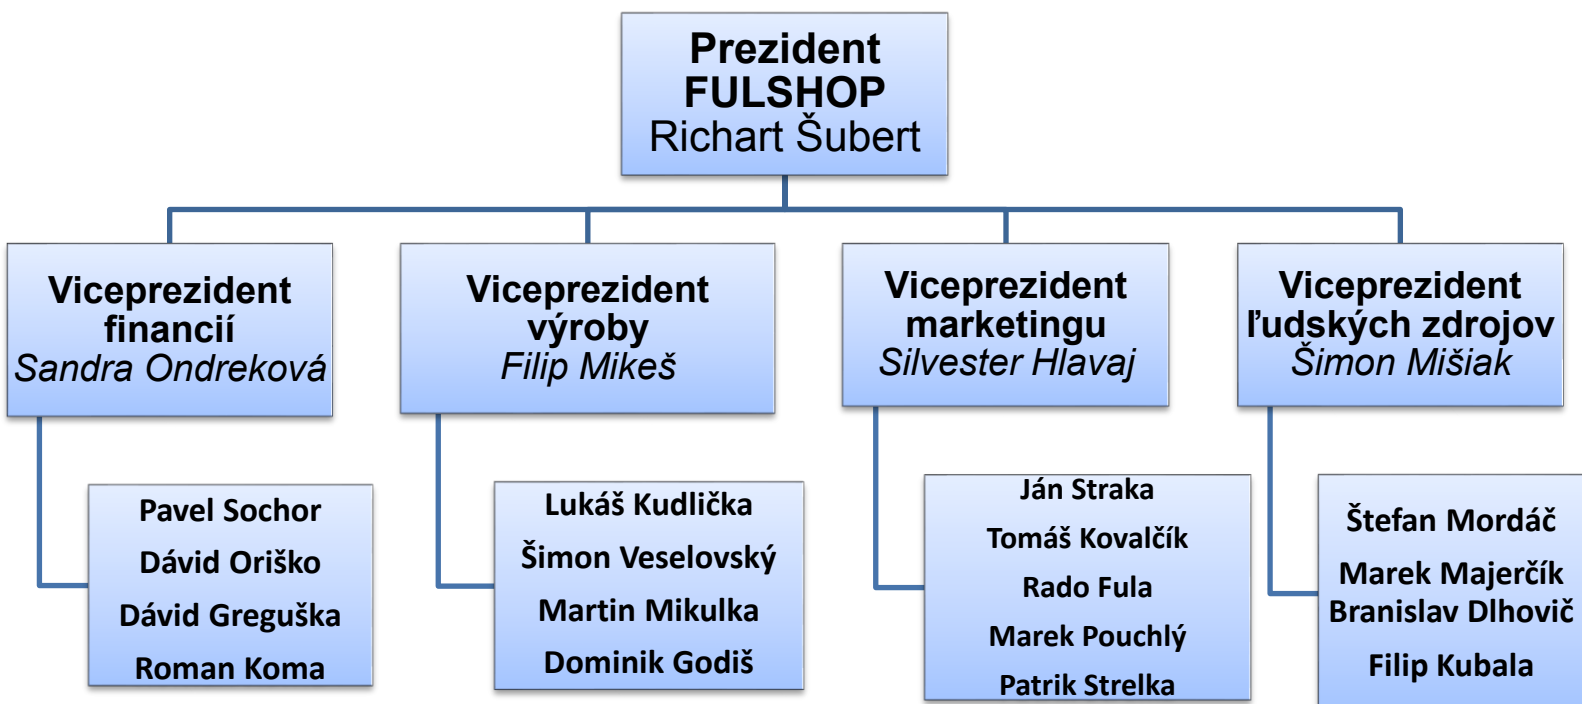 Prezident
FULSHOP
Richart Šubert
Viceprezident
financií
Sandra Ondreková
Viceprezident
výroby
Filip Mikeš
Viceprezident
marketingu
Silvester Hlavaj
Viceprezident
ľudských zdrojov
Šimon Mišiak
Pavel Sochor
Dávid Oriško
Dávid Greguška
Roman Koma
Lukáš Kudlička
Šimon Veselovský
Martin Mikulka
Dominik Godiš
Ján Straka
Tomáš Kovalčík
Rado Fula
Marek Pouchlý
Patrik Strelka
Štefan Mordáč
Marek Majerčík
Branislav Dlhovič
Filip Kubala